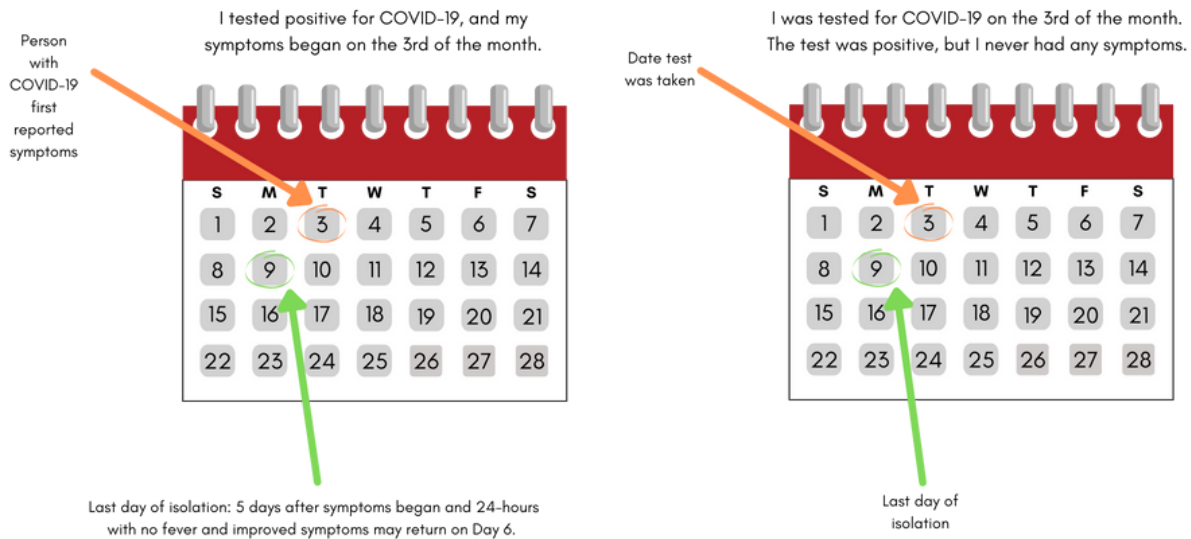 I tested positive for COVID-19, and my
symptoms began on the 3rd of the month.
Person
with
COVID-19
first
reported
symptoms
S M T W T F S
1 2 3 4 5 6 7
8 9 10 11 12 13 14
15 16 17 18 19 20 21
22 23 24 25 26 27 28
Last day of isolation: 5 days after symptoms began and 24-hours
with no fever and improved symptoms may return on Day 6.
I was tested for COVID-19 on the 3rd of the month.
The test was positive, but I never had any symptoms.
Date test
was taken
S M T W T F S
1 2 3 4 5 6 7
8 9 10 11 12 13 14
15 16 17 18 19 20 21
22 23 24 25 26 27 28
Last day of
isolation